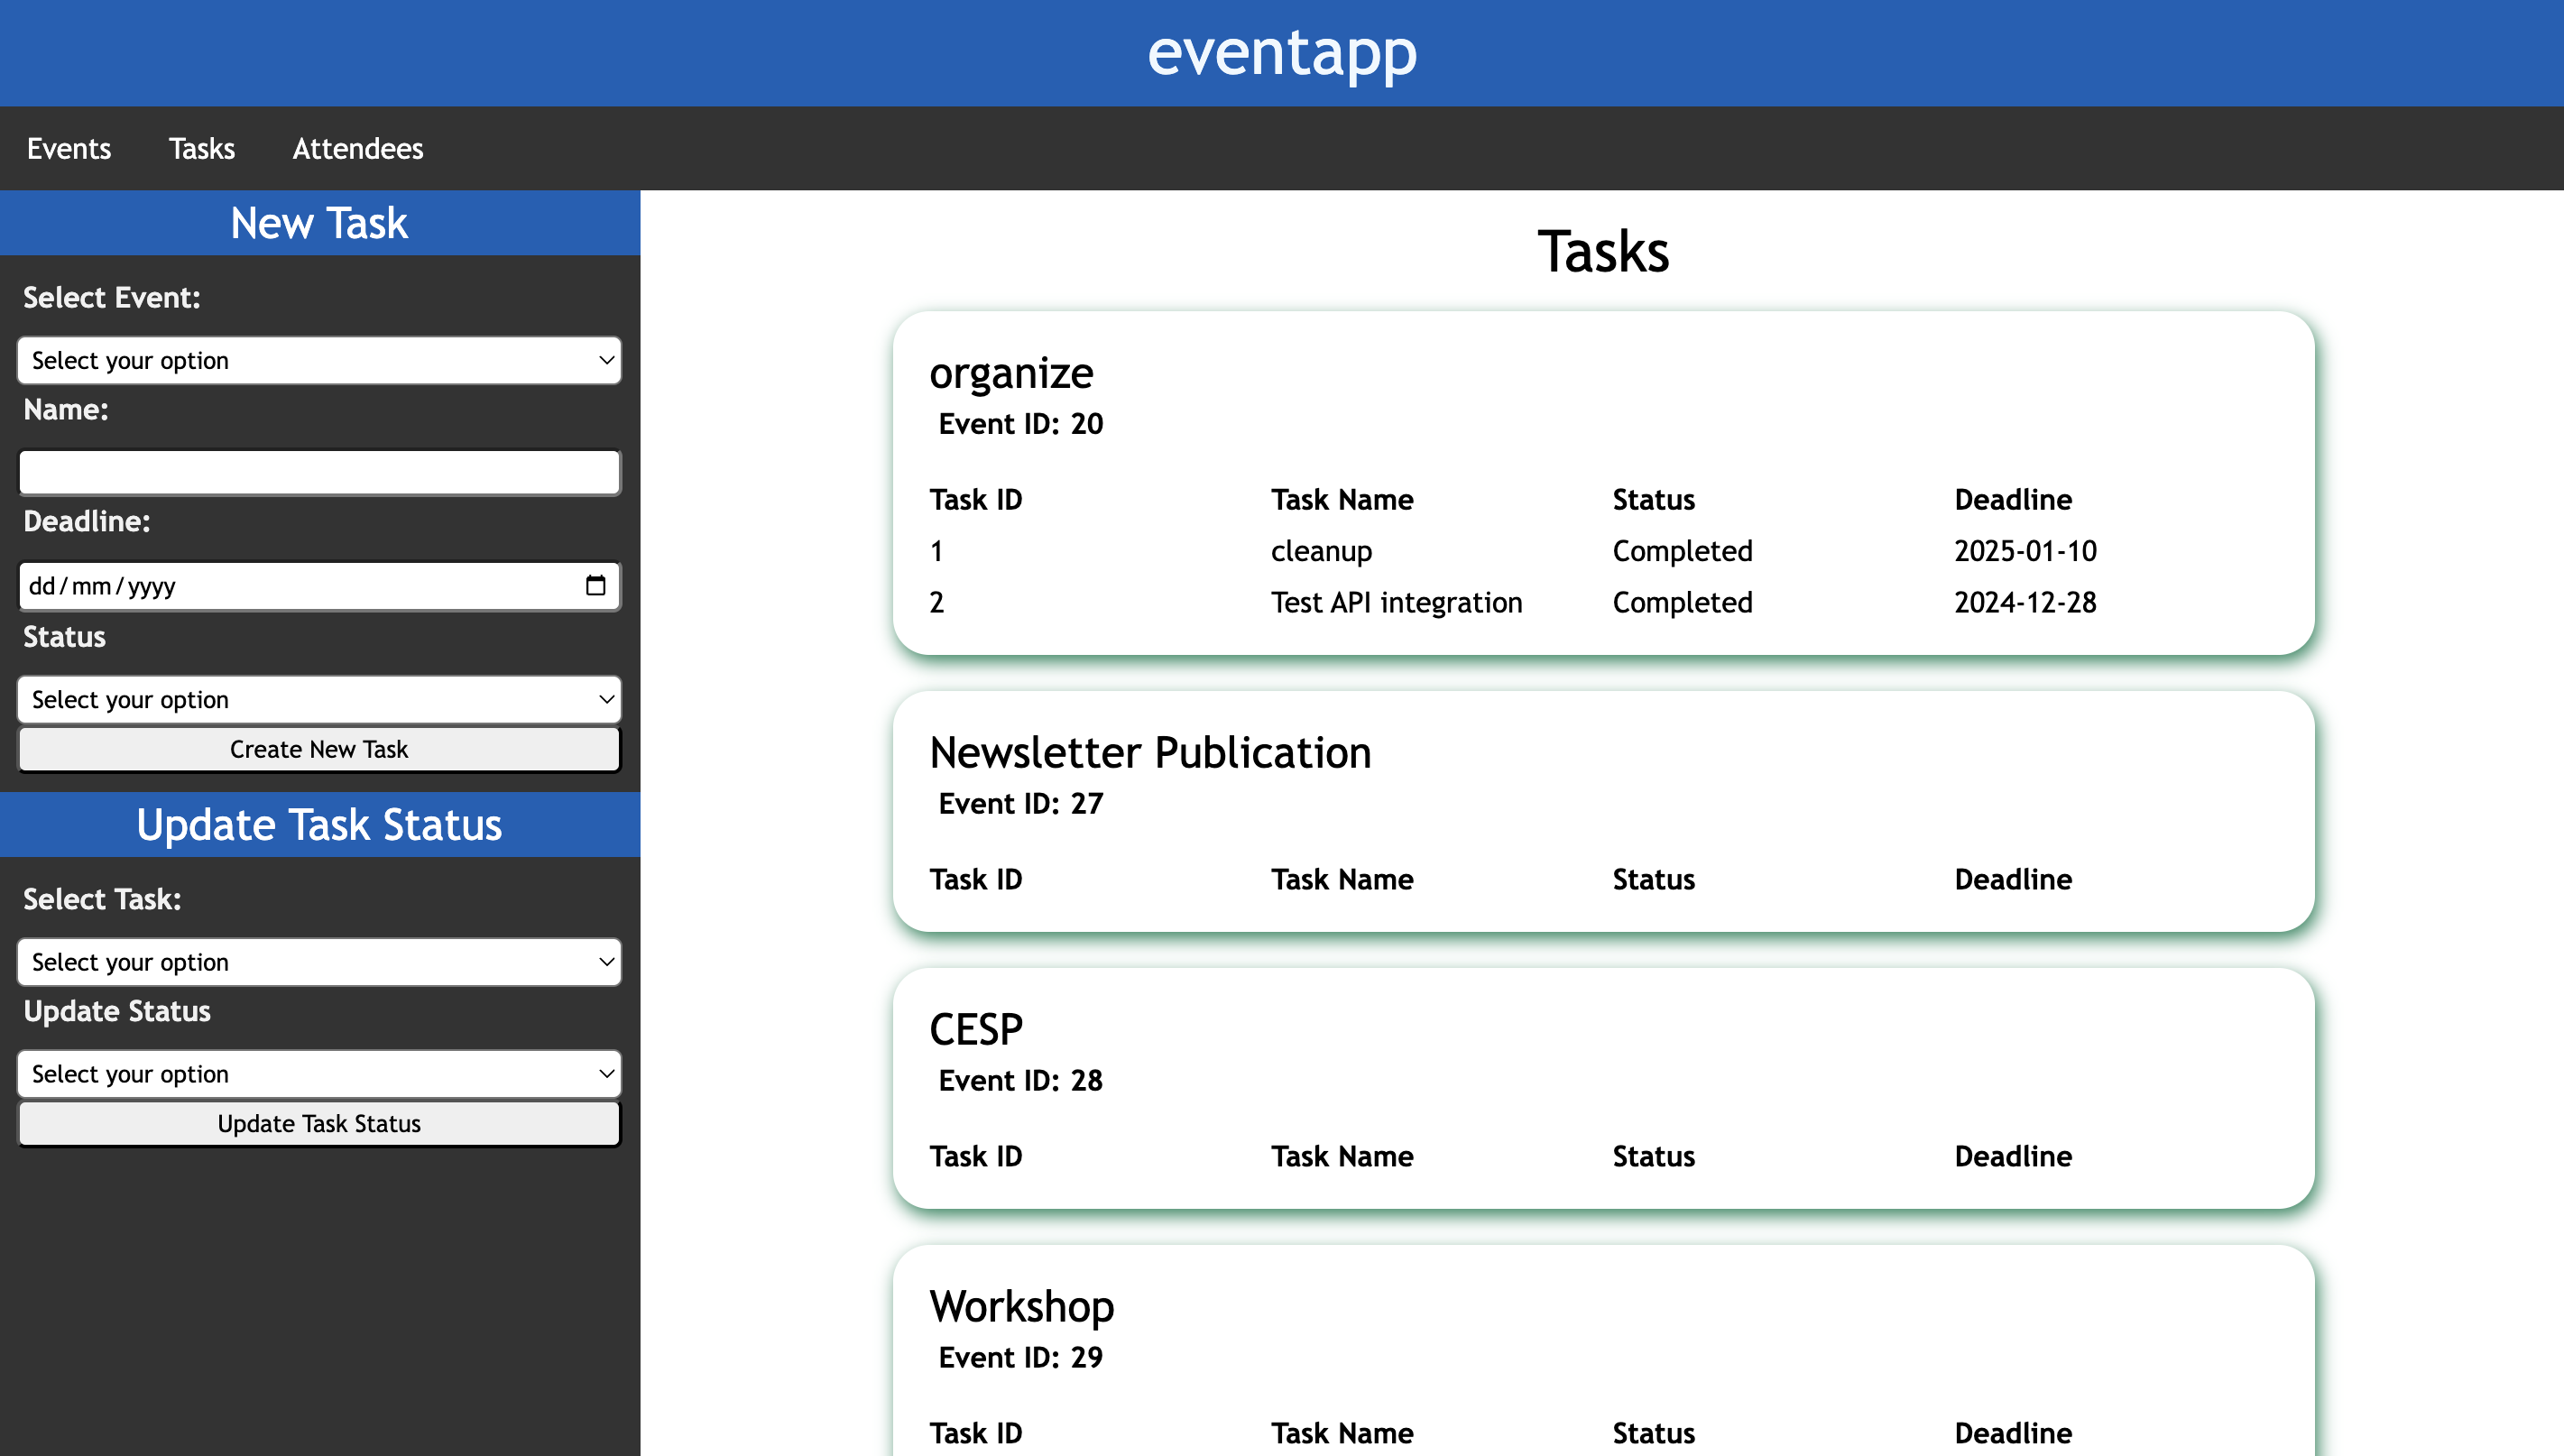 eventapp
Events Tasks Attendees
New Task
Select Event:
Select your option
Name:
Deadline:
dd/mm/yyyy
Status
Select your option
Create New Task
Update Task Status
Select Task:
Select your option
Update Status
Select your option
Update Task Status
Tasks
organize
Event ID: 20
Task ID Task Name Status Deadline
1 cleanup Completed 2025-01-10
2 Test API integration Completed 2024-12-28
Newsletter Publication
Event ID: 27
Task ID Task Name Status Deadline
CESP
Event ID: 28
Task ID Task Name Status Deadline
Workshop
Event ID: 29
Task ID Task Name Status Deadline